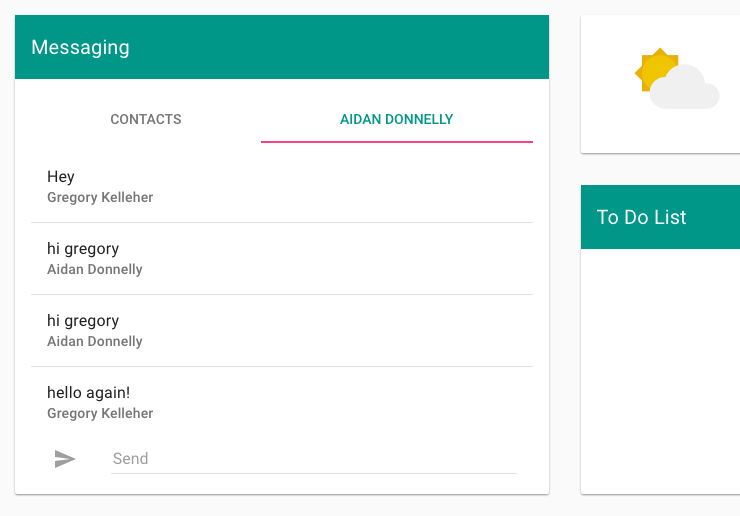 Messaging
CONTACTS
AIDAN DONNELLY
Hey
Gregory Kelleher
hi gregory
Aidan Donnelly
hi gregory
Aidan Donnelly
hello again!
Gregory Kelleher
Send
To Do List